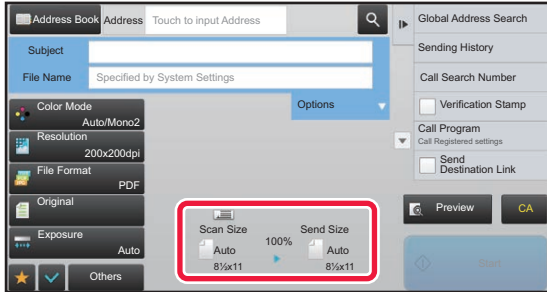 Address Book Address Touch to input Address
Subject
File Name Specified by System Settings
Options
Color Mode
Auto/Mono2
Resolution
200x200dpi
File Format
PDF
Original
Exposure
Auto
Others
Scan Size
Auto
8½x11
100%
Send Size
Auto
8½x11
Global Address Search
Sending History
Call Search Number
Verification Stamp
Call Program
Call Registered settings
Send
Destination Link
Preview
CA
Start